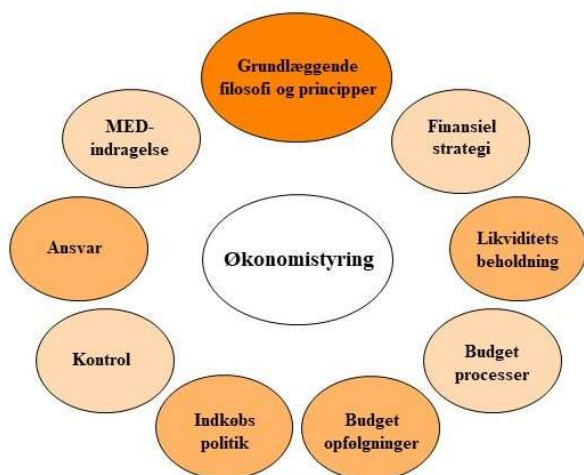 Grundlæggende
filosofi og principper
MED-
indragelse
Finansiel
strategi
Ansvar
Økonomistyring
Likviditets
beholdning
Kontrol
Budget
processer
Indkøbs
politik
Budget
opfølgninger